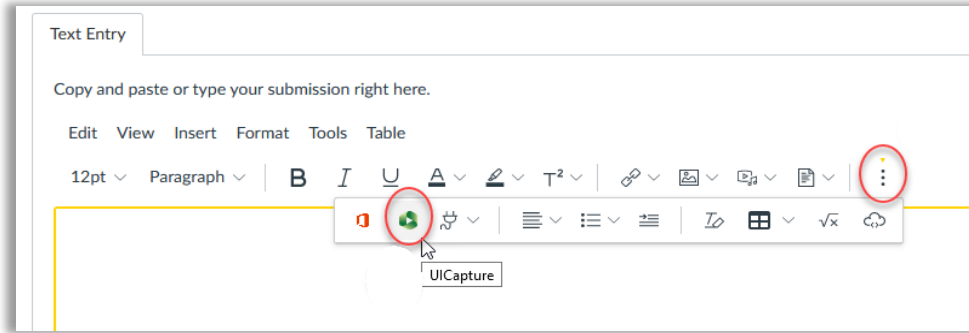 Text Entry
Copy and paste or type your submission right here.
Edit View Insert Format Tools Table
12pt Paragraph B I U A T² 
√x
UICapture